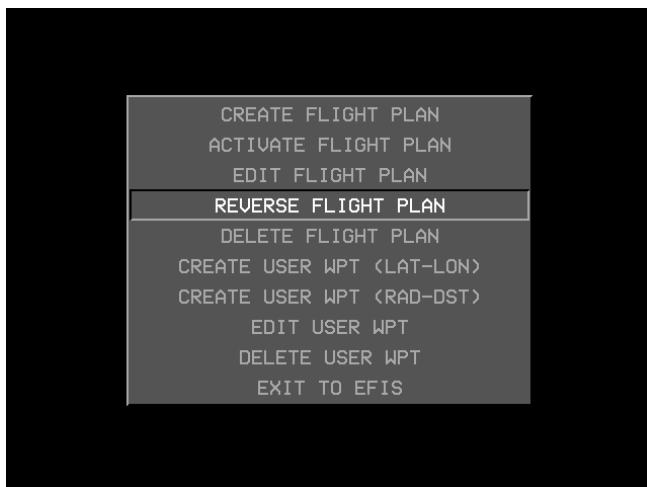 CREATE FLIGHT PLAN
ACTIVATE FLIGHT PLAN
EDIT FLIGHT PLAN
REVERSE FLIGHT PLAN
DELETE FLIGHT PLAN
CREATE USER WPT (LAT-LON)
CREATE USER WPT (RAD-DST)
EDIT USER WPT
DELETE USER WPT
EXIT TO EFIS